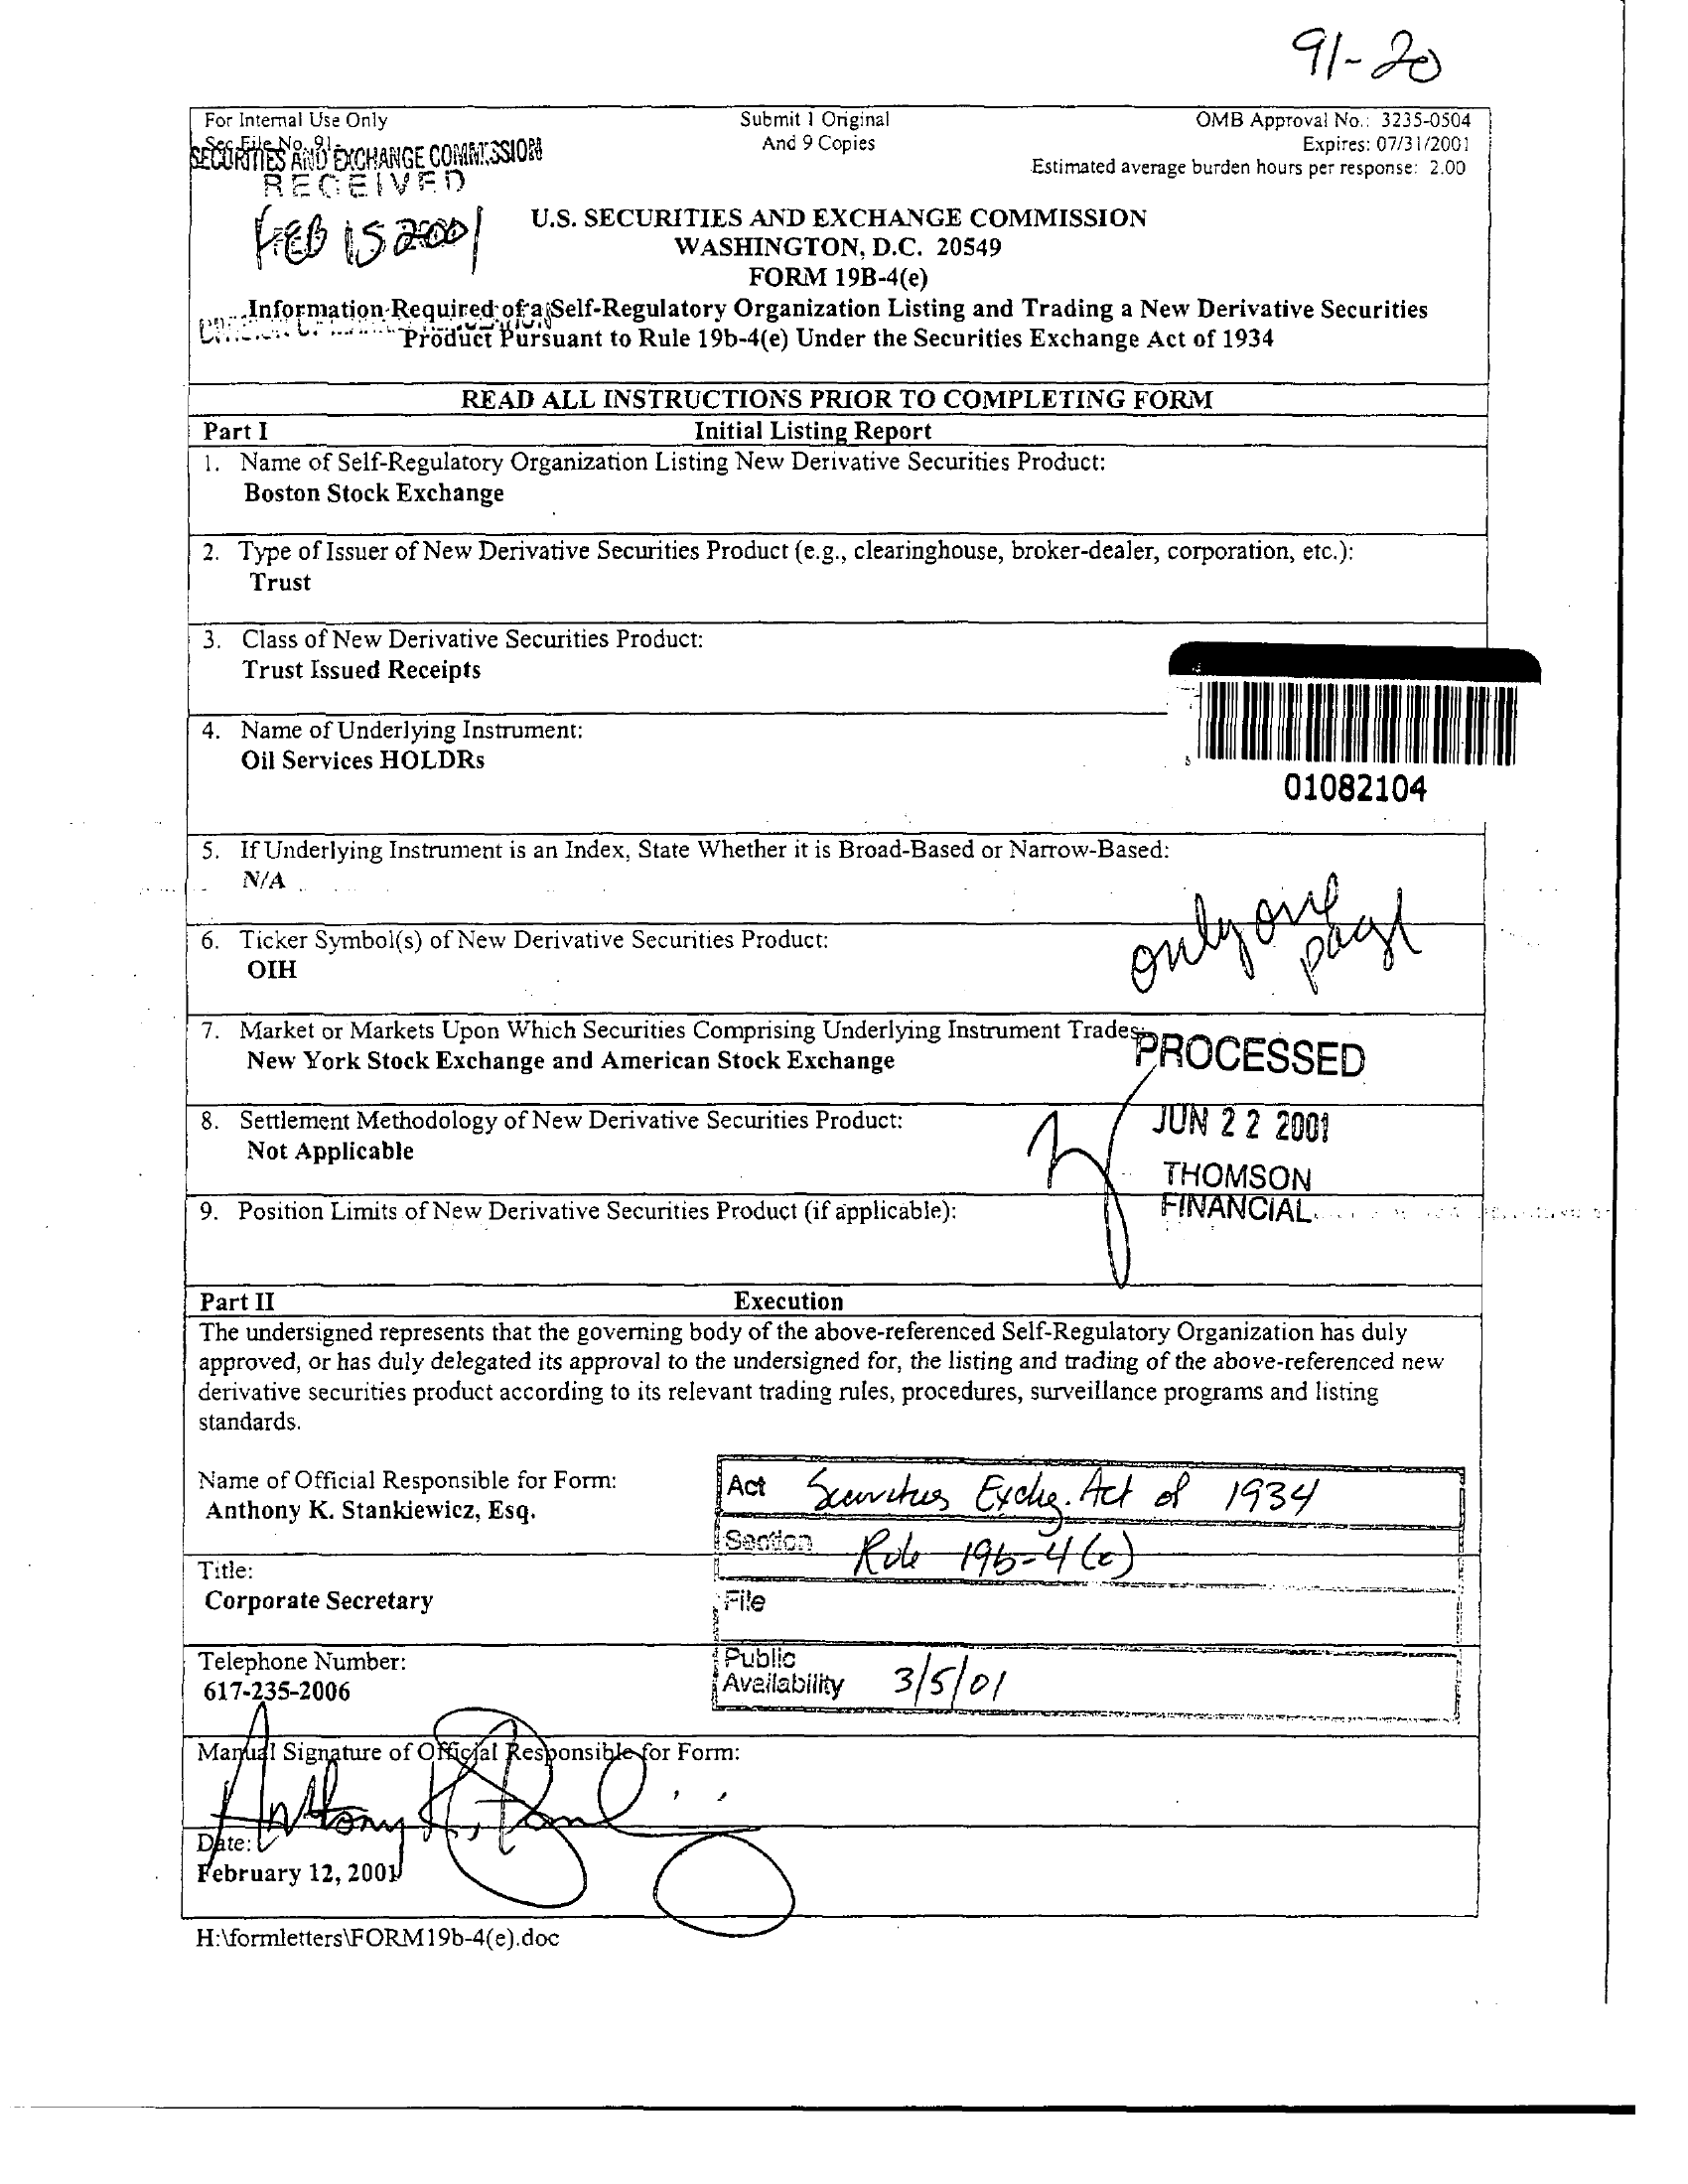 91-20
For Internal Use Only
Submit 1 Original
OMB Approval No.: 3235-0504
Sec File No. 91-
And 9 Copies
Expires: 07/31/2001
SECURITIES AND EXCHANGE COMMISSION
Estimated average burden hours per response: 2.00
RECEIVED
FEB 15 2001
U.S. SECURITIES AND EXCHANGE COMMISSION
WASHINGTON, D.C. 20549
FORM 19B-4(e)
Information Required of a Self-Regulatory Organization Listing and Trading a New Derivative Securities
Product Pursuant to Rule 19b-4(e) Under the Securities Exchange Act of 1934
READ ALL INSTRUCTIONS PRIOR TO COMPLETING FORM
Part I Initial Listing Report
1. Name of Self-Regulatory Organization Listing New Derivative Securities Product:
Boston Stock Exchange
2. Type of Issuer of New Derivative Securities Product (e.g., clearinghouse, broker-dealer, corporation, etc.):
Trust
3. Class of New Derivative Securities Product:
Trust Issued Receipts
4. Name of Underlying Instrument:
Oil Services HOLDRs
01082104
5. If Underlying Instrument is an Index, State Whether it is Broad-Based or Narrow-Based:
N/A
only one
page
6. Ticker Symbol(s) of New Derivative Securities Product:
OIH
7. Market or Markets Upon Which Securities Comprising Underlying Instrument Trades:
New York Stock Exchange and American Stock Exchange
PROCESSED
8. Settlement Methodology of New Derivative Securities Product:
JUN 22 2001
Not Applicable
THOMSON
FINANCIAL
9. Position Limits of New Derivative Securities Product (if applicable):
Part II Execution
The undersigned represents that the governing body of the above-referenced Self-Regulatory Organization has duly
approved, or has duly delegated its approval to the undersigned for, the listing and trading of the above-referenced new
derivative securities product according to its relevant trading rules, procedures, surveillance programs and listing
standards.
Name of Official Responsible for Form:
Anthony K. Stankiewicz, Esq.
Act Securities Exchg. Act of 1934
Section Rule 19b-4(e)
Title:
Corporate Secretary
File
Telephone Number:
617-235-2006
Public
Availability 3/5/01
Manual Signature of Official Responsible for Form:
Anthony K.
Date:
February 12, 2001
H:\formletters\FORM19b-4(e).doc